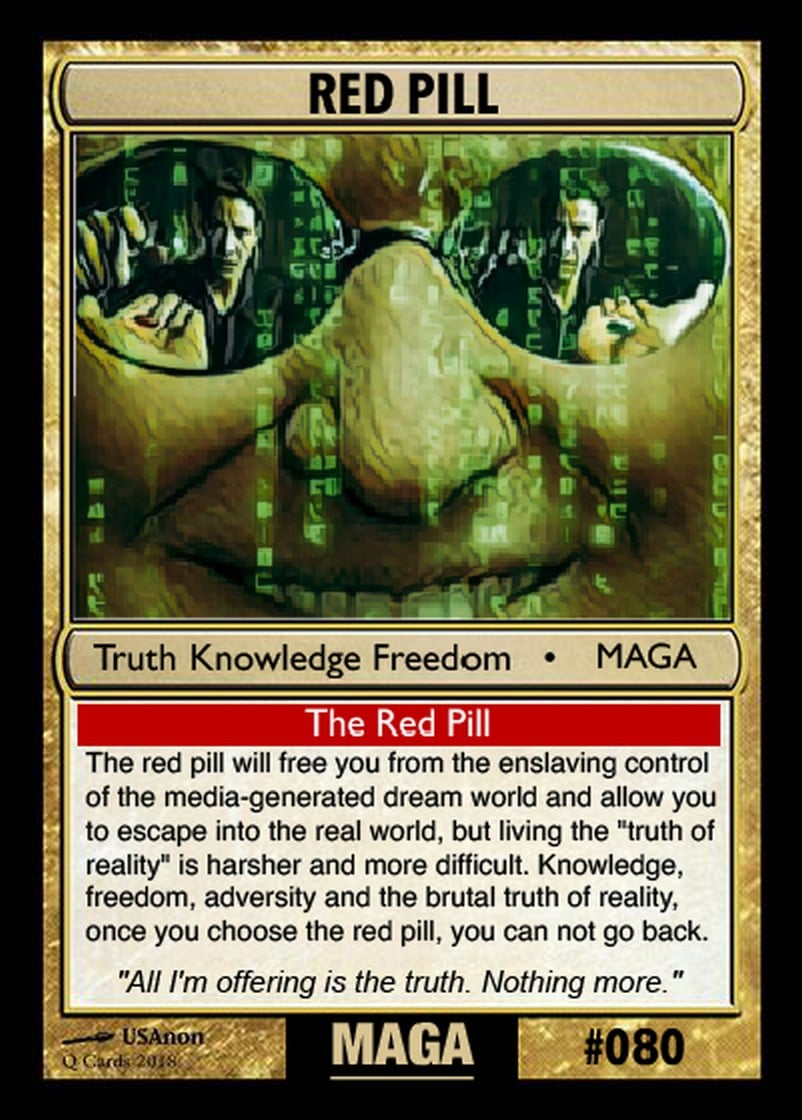 RED PILL
Truth Knowledge Freedom • MAGA
The Red Pill
The red pill will free you from the enslaving control
of the media-generated dream world and allow you
to escape into the real world, but living the "truth of
reality" is harsher and more difficult. Knowledge,
freedom, adversity and the brutal truth of reality,
once you choose the red pill, you can not go back.
"All I'm offering is the truth. Nothing more."
USAnon
Q Cards 2018
MAGA
#080